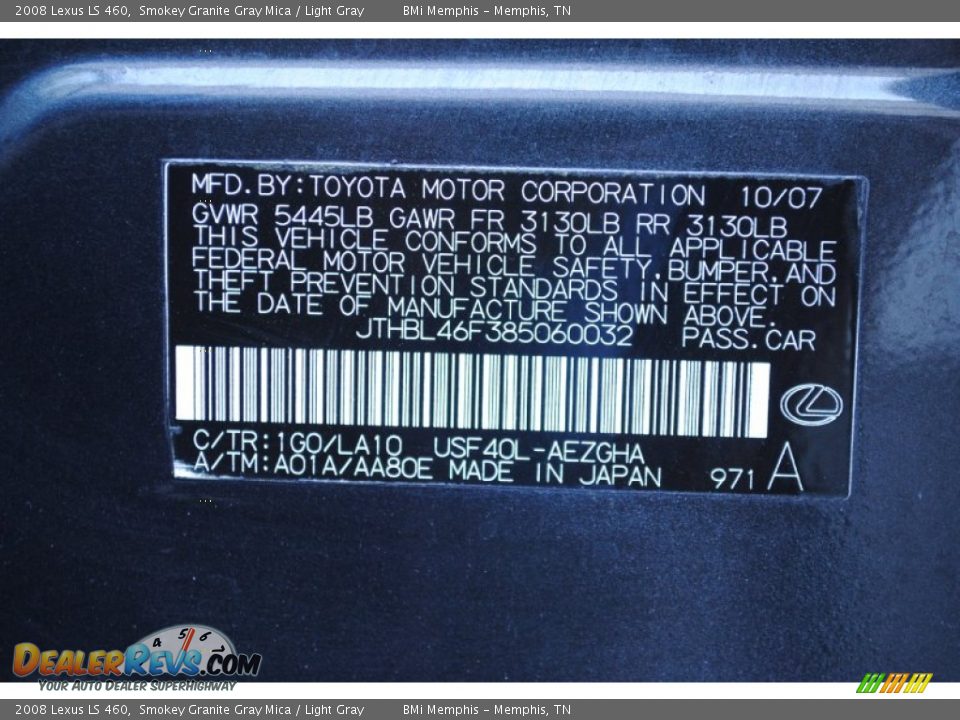 2008 Lexus LS 460, Smokey Granite Gray Mica / Light Gray BMi Memphis - Memphis, TN
MFD. BY: TOYOTA MOTOR CORPORATION 10/07
GVWR 5445LB GAWR FR 3130LB RR 3130LB
THIS VEHICLE CONFORMS TO ALL APPLICABLE
FEDERAL MOTOR VEHICLE SAFETY, BUMPER, AND
THEFT PREVENTION STANDARDS IN EFFECT ON
THE DATE OF MANUFACTURE SHOWN ABOVE.
JTHBL46F385060032 PASS. CAR
C/TR: 1G0/LA10 USF40L-AEZGHA
A/TM: A01A/AA80E MADE IN JAPAN 971 A
4 5 6
DEALERREVS.COM
YOUR AUTO DEALER SUPERHIGHWAY
2008 Lexus LS 460, Smokey Granite Gray Mica / Light Gray BMi Memphis - Memphis, TN